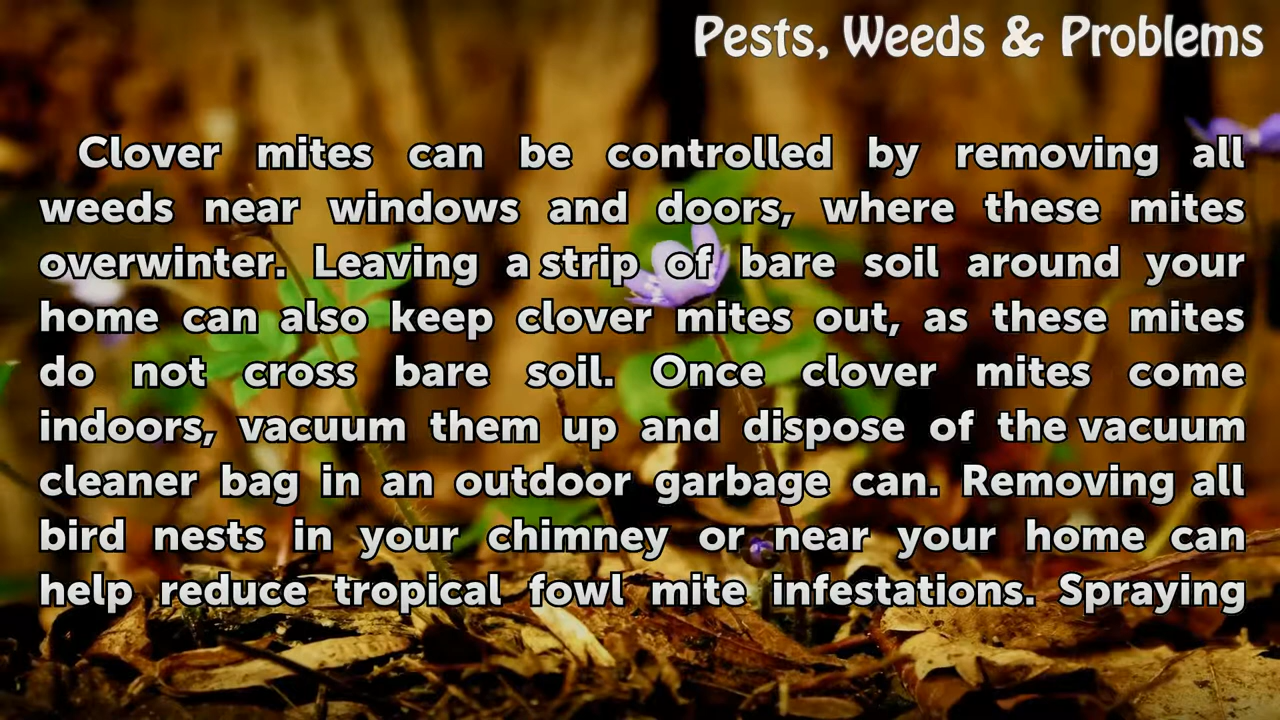 Pests, Weeds & Problems
Clover mites can be controlled by removing all
weeds near windows and doors, where these mites
overwinter. Leaving a strip of bare soil around your
home can also keep clover mites out, as these mites
do not cross bare soil. Once clover mites come
indoors, vacuum them up and dispose of the vacuum
cleaner bag in an outdoor garbage can. Removing all
bird nests in your chimney or near your home can
help reduce tropical fowl mite infestations. Spraying